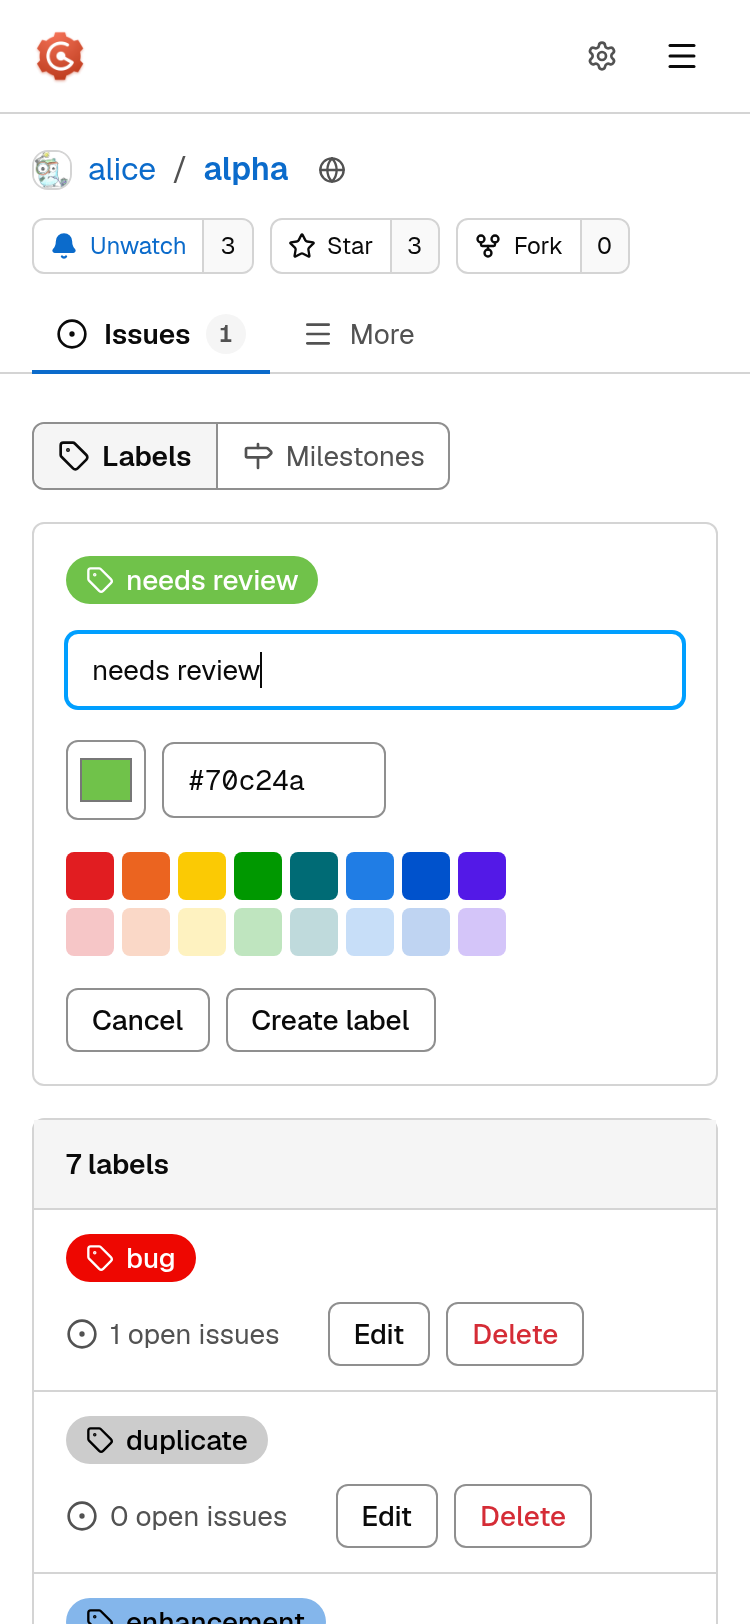 alice / alpha
Unwatch 3 Star 3 Fork 0
Issues 1 More
Labels Milestones
needs review
needs review
#70c24a
Cancel Create label
7 labels
bug
1 open issues Edit Delete
duplicate
0 open issues Edit Delete
enhancement